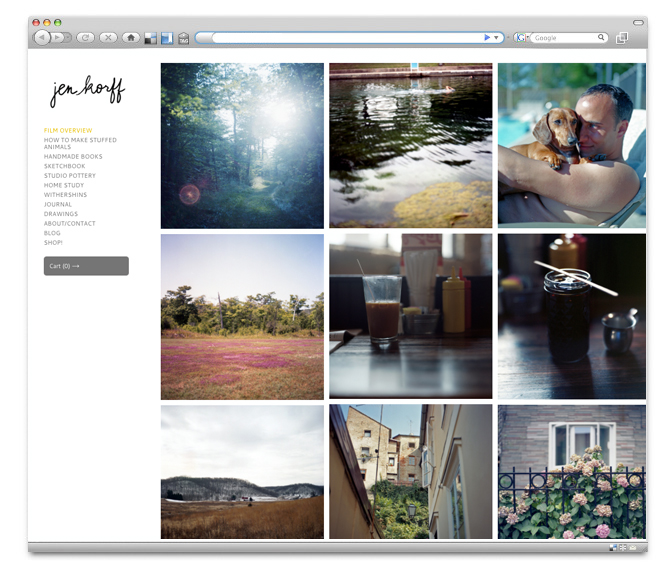 Google
jen korff
FILM OVERVIEW
HOW TO MAKE STUFFED
ANIMALS
HANDMADE BOOKS
SKETCHBOOK
STUDIO POTTERY
HOME STUDY
WITHERSHINS
JOURNAL
DRAWINGS
ABOUT/CONTACT
BLOG
SHOP!
Cart (0) →